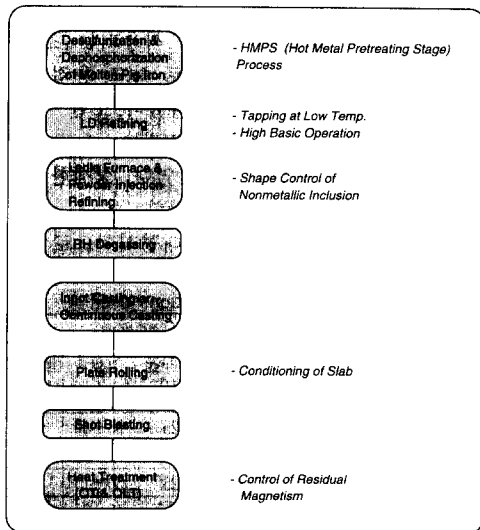 Desulfurization &
Dephosphorization
of Molten Pig Iron
- HMPS (Hot Metal Pretreating Stage)
Process
LD Refining
- Tapping at Low Temp.
- High Basic Operation
Ladle Furnace &
Powder Injection
Refining
- Shape Control of
Nonmetallic Inclusion
RH Degassing
Casting or
Continuous Casting
Plate Rolling
- Conditioning of Slab
Shot Blasting
Heat Treatment
- Control of Residual
Magnetism